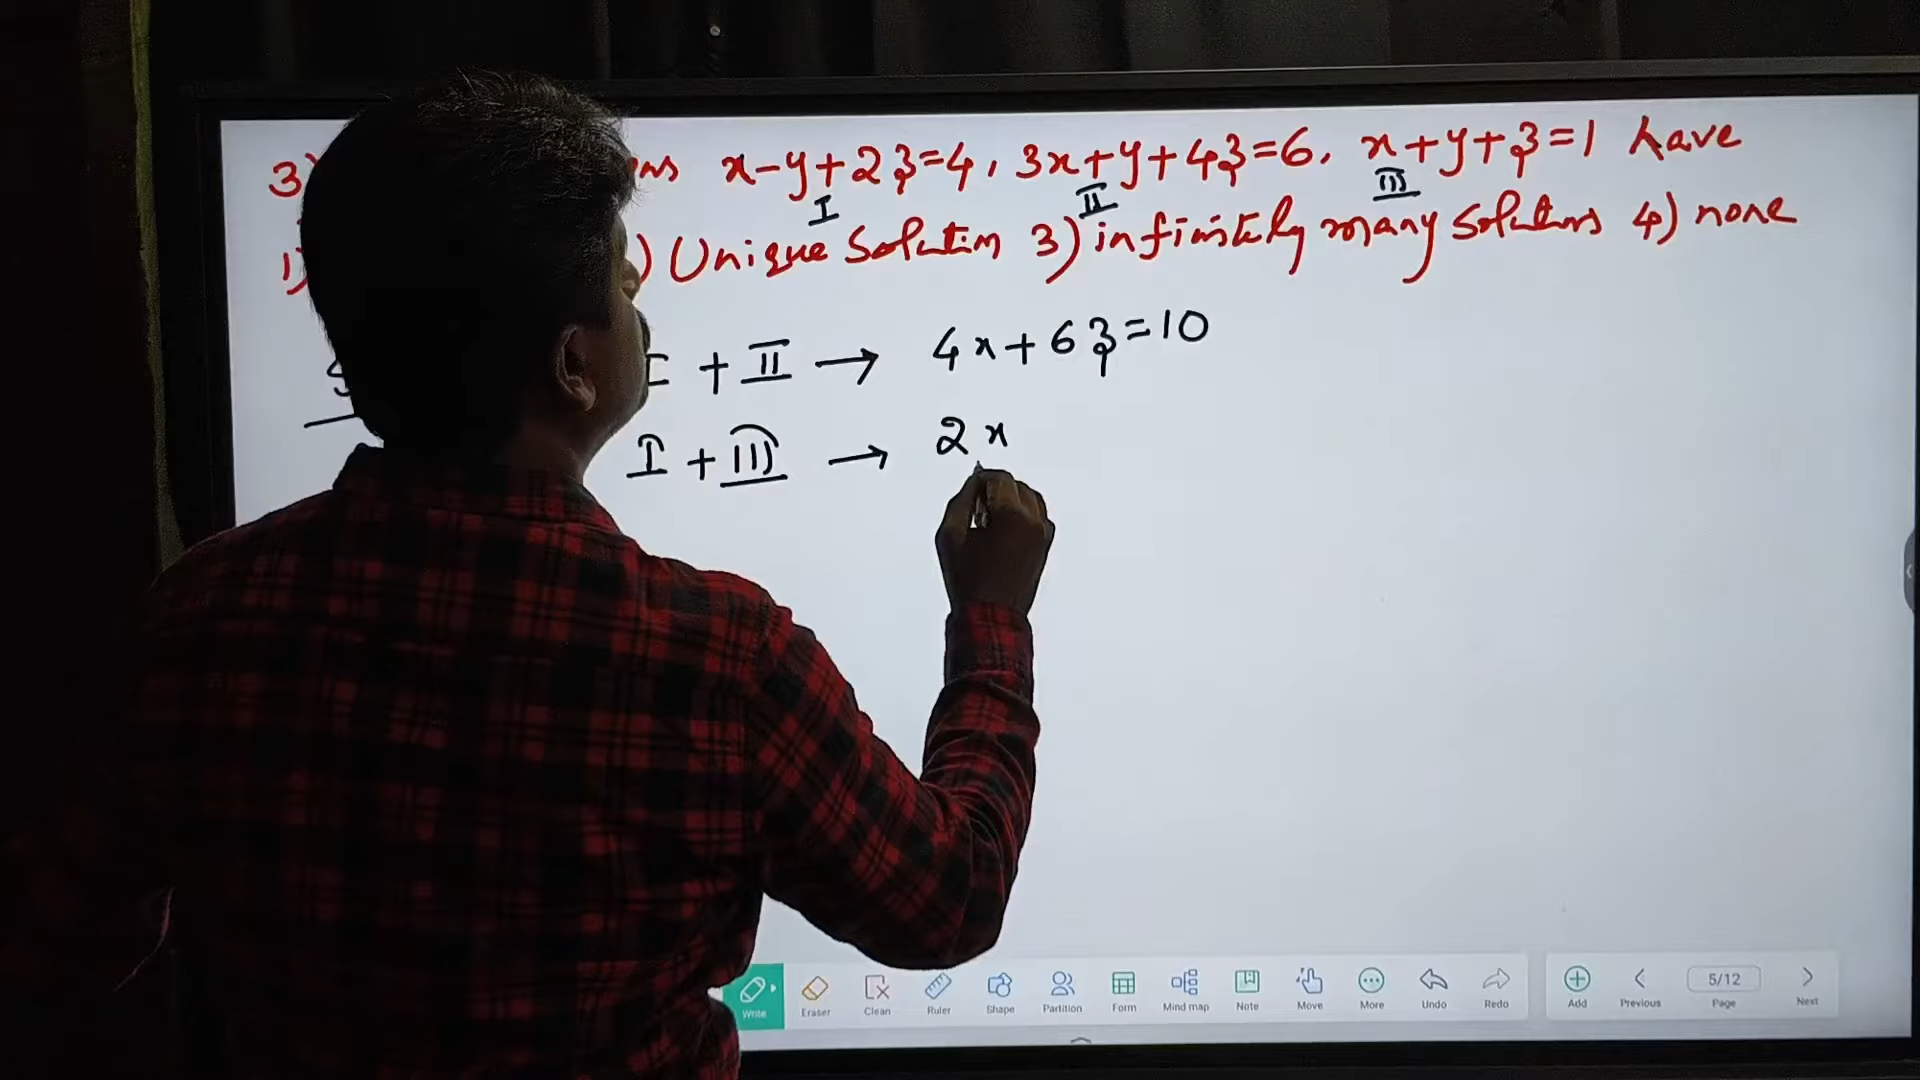 3) x-y+2z=4, 3x+y+4z=6, x+y+z=1 have
I II III
1) ) Unique Solution 3) infinitely many solutions 4) none
+ II → 4x+6z=10
I + III → 2x
Write Eraser Clean Ruler Shape Partition Form Mind map Note Move More Undo Redo Add Previous 5/12 Page Next